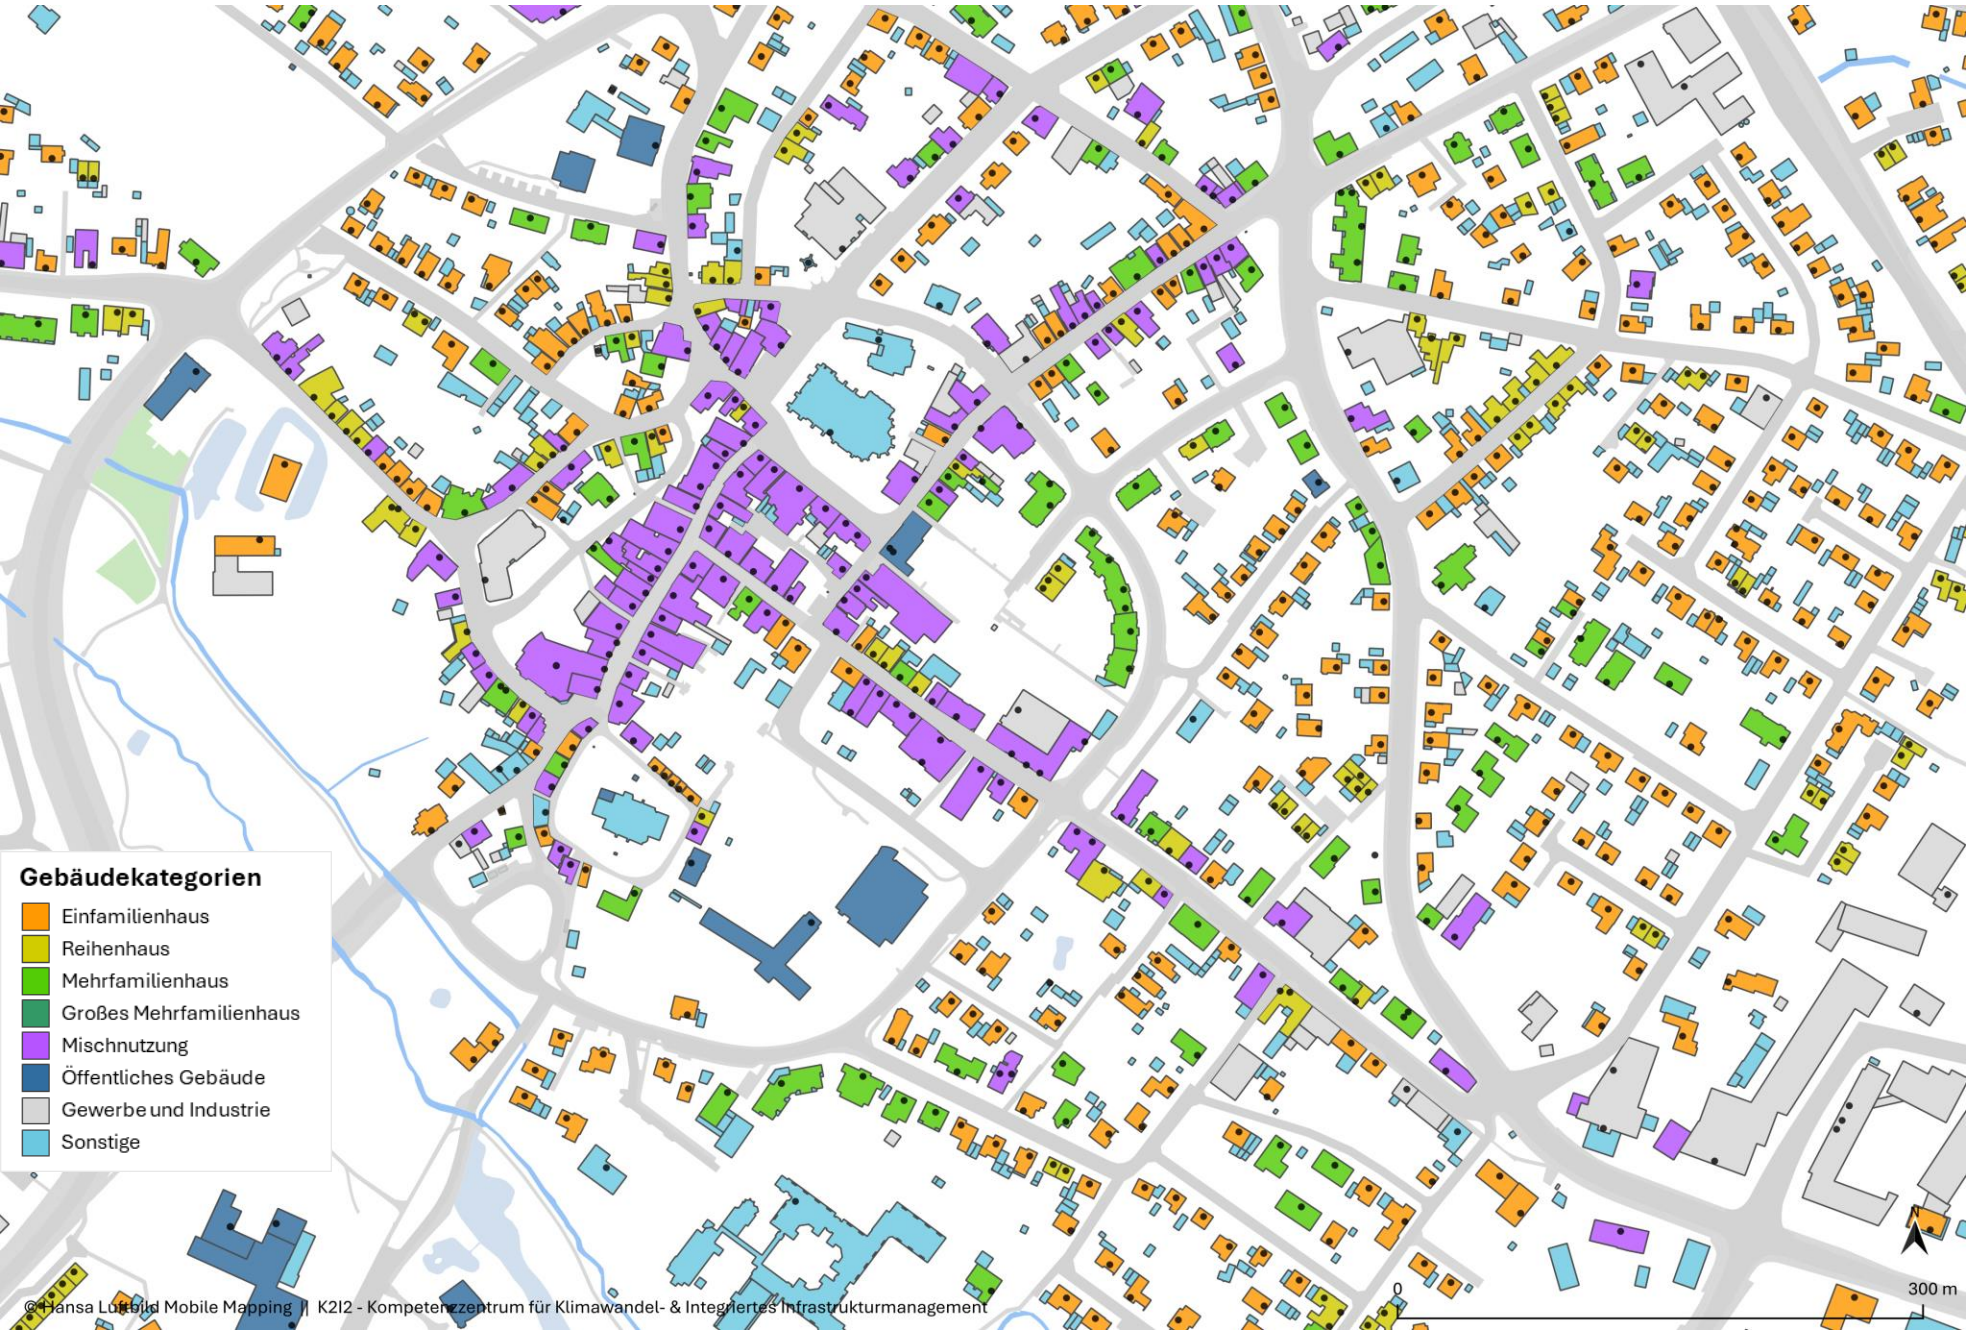 Gebäudekategorien
Einfamilienhaus
Reihenhaus
Mehrfamilienhaus
Großes Mehrfamilienhaus
Mischnutzung
Öffentliches Gebäude
Gewerbe und Industrie
Sonstige
N
0 300 m
© Hansa Luftbild Mobile Mapping || K2I2 - Kompetenzzentrum für Klimawandel- & Integriertes Infrastrukturmanagement